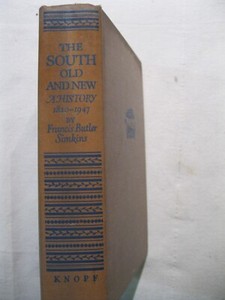 THE
SOUTH
OLD
AND NEW
A HISTORY
1820-1947
BY
Francis Butler
Simkins
KNOPF